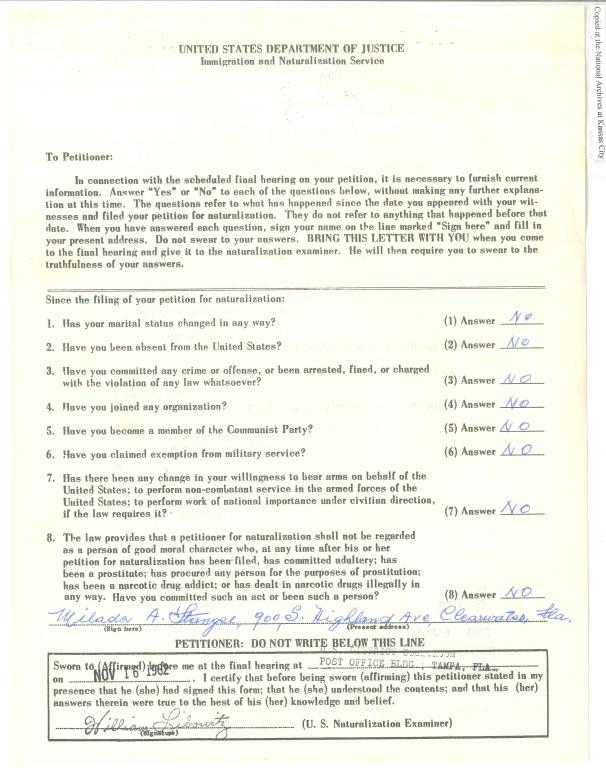 Copied at the National Archives at Kansas City
UNITED STATES DEPARTMENT OF JUSTICE
Immigration and Naturalization Service
To Petitioner:
In connection with the scheduled final hearing on your petition, it is necessary to furnish current
information. Answer "Yes" or "No" to each of the questions below, without making any further explana-
tion at this time. The questions refer to what has happened since the date you appeared with your wit-
nesses and filed your petition for naturalization. They do not refer to anything that happened before that
date. When you have answered each question, sign your name on the line marked "Sign here" and fill in
your present address. Do not swear to your answers. BRING THIS LETTER WITH YOU when you come
to the final hearing and give it to the naturalization examiner. He will then require you to swear to the
truthfulness of your answers.
Since the filing of your petition for naturalization:
1. Has your marital status changed in any way? (1) Answer No
2. Have you been absent from the United States? (2) Answer No
3. Have you committed any crime or offense, or been arrested, fined, or charged
with the violation of any law whatsoever? (3) Answer NO
4. Have you joined any organization? (4) Answer NO
5. Have you become a member of the Communist Party? (5) Answer NO
6. Have you claimed exemption from military service? (6) Answer NO
7. Has there been any change in your willingness to bear arms on behalf of the
United States; to perform non-combatant service in the armed forces of the
United States; to perform work of national importance under civilian direction,
if the law requires it? (7) Answer NO
8. The law provides that a petitioner for naturalization shall not be regarded
as a person of good moral character who, at any time after his or her
petition for naturalization has been filed, has committed adultery; has
been a prostitute; has procured any person for the purposes of prostitution;
has been a narcotic drug addict; or has dealt in narcotic drugs illegally in
any way. Have you committed such an act or been such a person? (8) Answer NO
Milada A. Stangse, 900 S. Highland Ave, Clearwater, Fla.
(Sign here) (Present address)
PETITIONER: DO NOT WRITE BELOW THIS LINE
Sworn to (Affirmed) before me at the final hearing at POST OFFICE BLDG., TAMPA, FLA.
on NOV 16 1962 . I certify that before being sworn (affirming) this petitioner stated in my
presence that he (she) had signed this form; that he (she) understood the contents; and that his (her)
answers therein were true to the best of his (her) knowledge and belief.
William Libowitz (U. S. Naturalization Examiner)
(Signature)